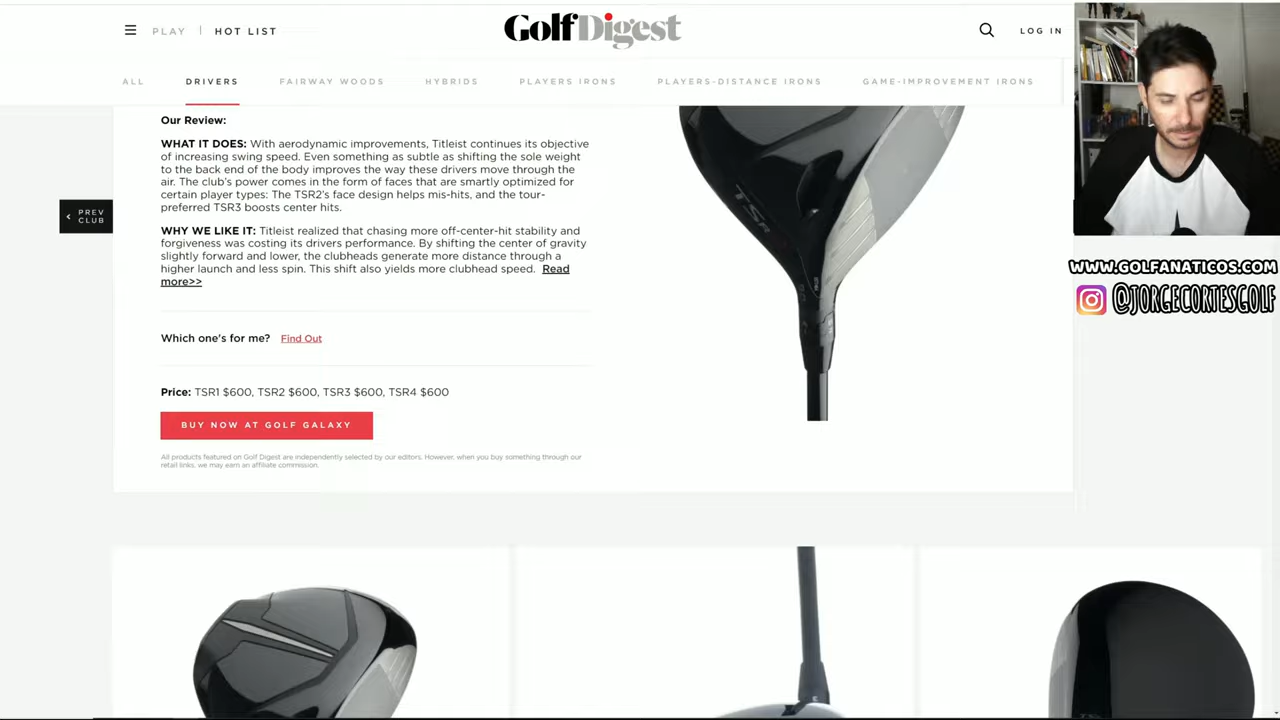 PLAY | HOT LIST
GolfDigest
LOG IN
ALL
DRIVERS
FAIRWAY WOODS
HYBRIDS
PLAYERS IRONS
PLAYERS-DISTANCE IRONS
GAME-IMPROVEMENT IRONS
Our Review:
WHAT IT DOES: With aerodynamic improvements, Titleist continues its objective
of increasing swing speed. Even something as subtle as shifting the sole weight
to the back end of the body improves the way these drivers move through the
air. The club's power comes in the form of faces that are smartly optimized for
certain player types: The TSR2's face design helps mis-hits, and the tour-
preferred TSR3 boosts center hits.
PREV
CLUB
WHY WE LIKE IT: Titleist realized that chasing more off-center-hit stability and
forgiveness was costing its drivers performance. By shifting the center of gravity
slightly forward and lower, the clubheads generate more distance through a
higher launch and less spin. This shift also yields more clubhead speed. Read
more>>
Which one's for me? Find Out
Price: TSR1 $600, TSR2 $600, TSR3 $600, TSR4 $600
BUY NOW AT GOLF GALAXY
All products featured on Golf Digest are independently selected by our editors. However, when you buy something through our
retail links, we may earn an affiliate commission.
TSR
WWW.GOLFANATICOS.COM
@JORGECORTESGOLF